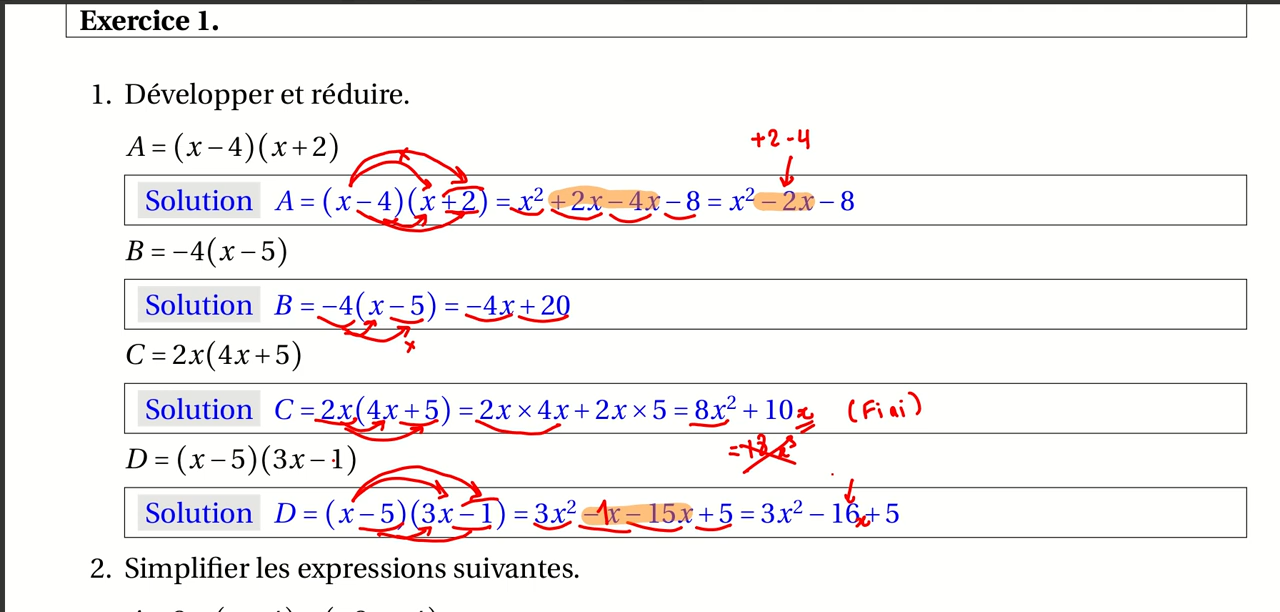 Exercice 1.
1. Développer et réduire.
A = (x − 4)(x + 2)
+2 -4
Solution A = (x − 4)(x + 2) = x² + 2x − 4x − 8 = x² − 2x − 8
B = −4(x − 5)
Solution B = −4(x − 5) = −4x + 20
C = 2x(4x + 5)
Solution C = 2x(4x + 5) = 2x × 4x + 2x × 5 = 8x² + 10x (Fini)
D = (x − 5)(3x − 1)
Solution D = (x − 5)(3x − 1) = 3x² − 1x − 15x + 5 = 3x² − 16x + 5
2. Simplifier les expressions suivantes.